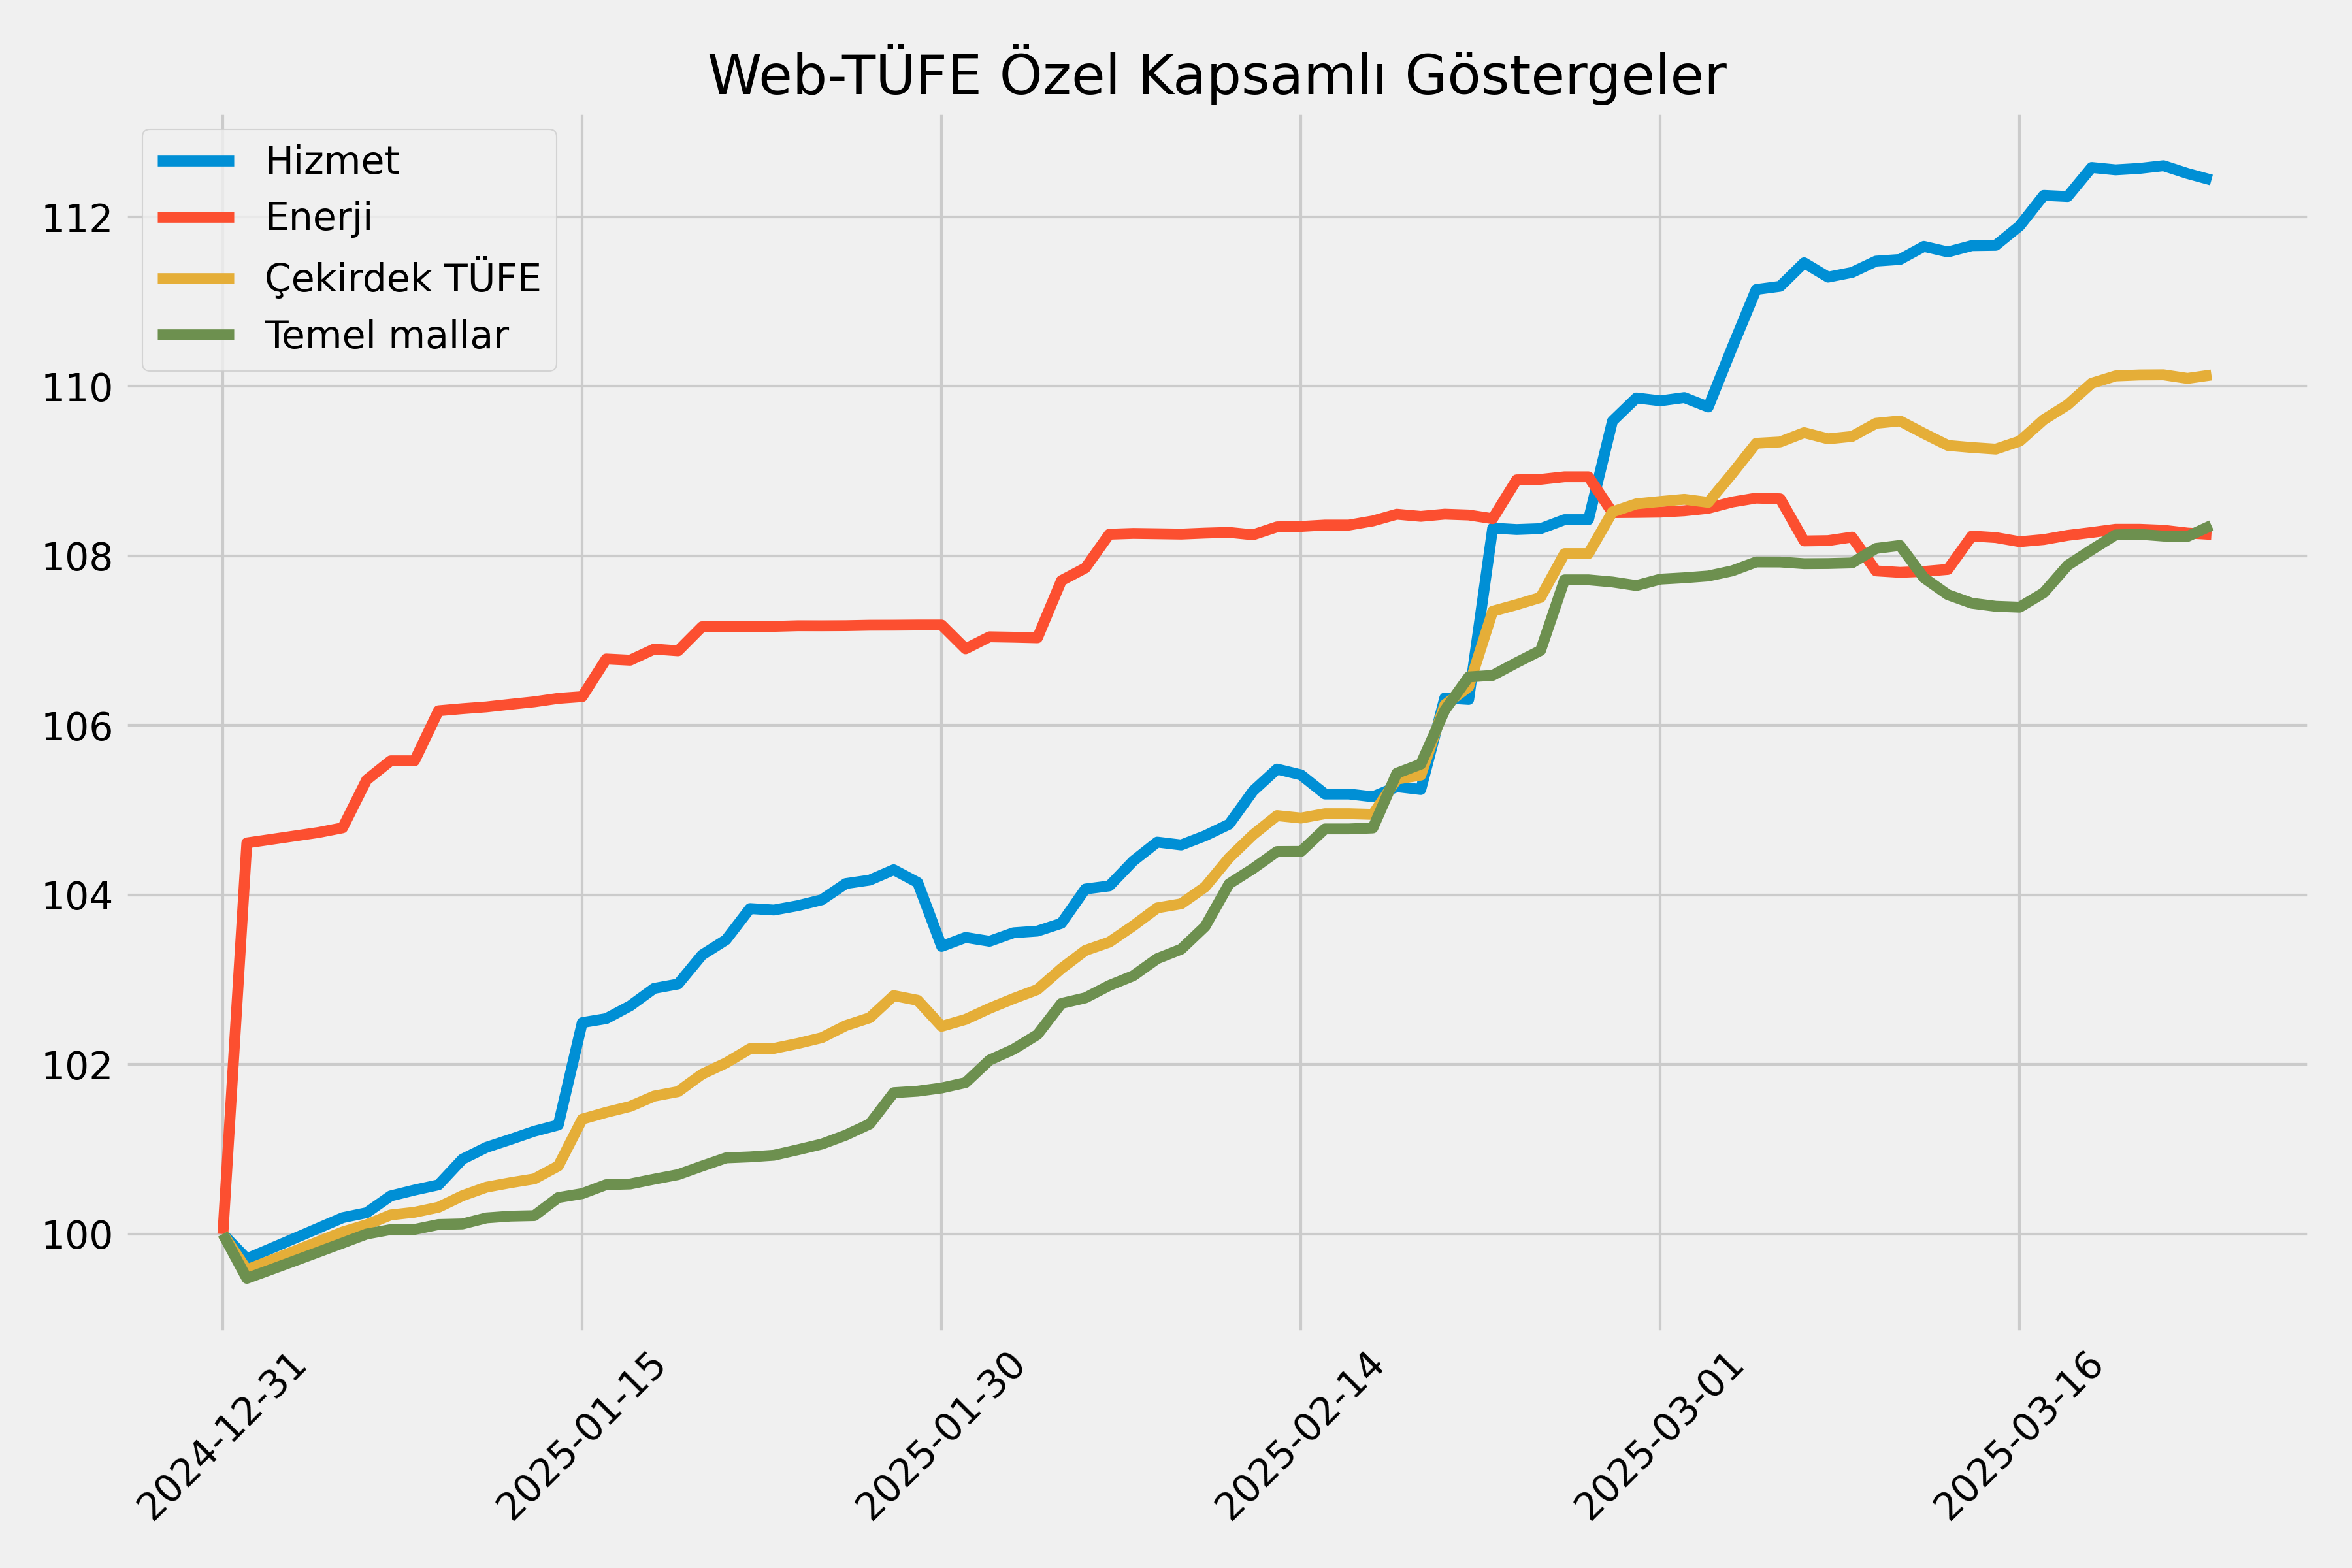 Web-TÜFE Özel Kapsamlı Göstergeler
Hizmet
Enerji
Çekirdek TÜFE
Temel mallar
112
110
108
106
104
102
100
2024-12-31
2025-01-15
2025-01-30
2025-02-14
2025-03-01
2025-03-16